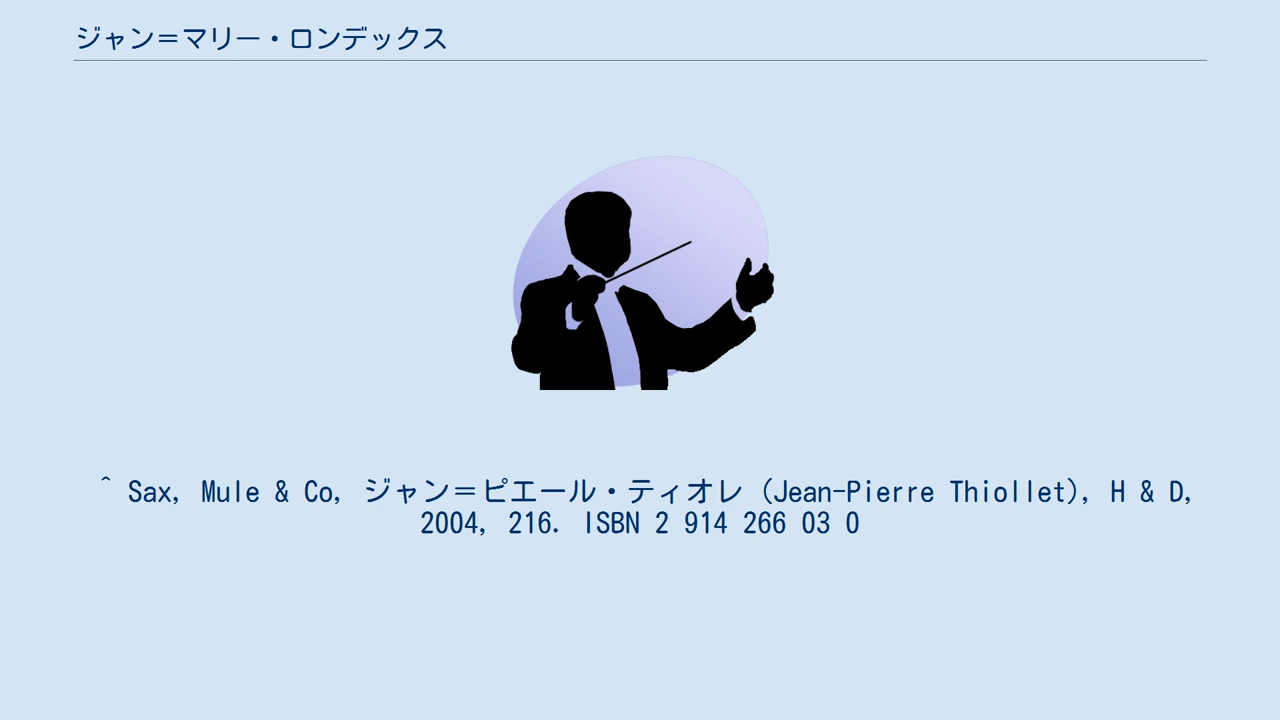 ジャン＝マリー・ロンデックス
^ Sax, Mule & Co, ジャン＝ピエール・ティオレ (Jean-Pierre Thiollet), H & D,
2004, 216. ISBN 2 914 266 03 0